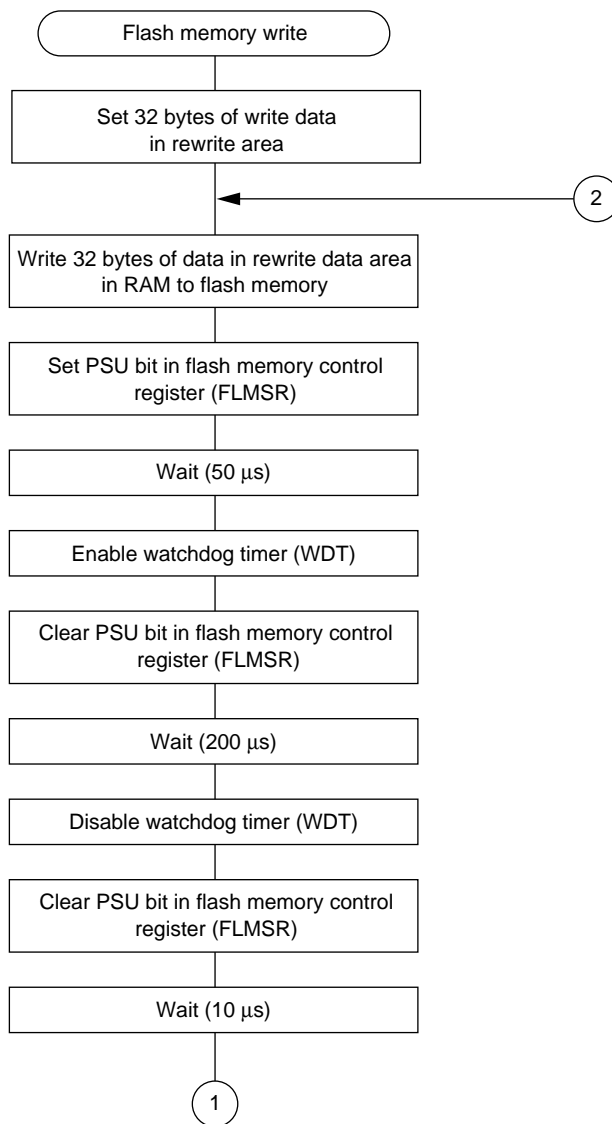 Flash memory write
Set 32 bytes of write data
in rewrite area
2
Write 32 bytes of data in rewrite data area
in RAM to flash memory
Set PSU bit in flash memory control
register (FLMSR)
Wait (50 μs)
Enable watchdog timer (WDT)
Clear PSU bit in flash memory control
register (FLMSR)
Wait (200 μs)
Disable watchdog timer (WDT)
Clear PSU bit in flash memory control
register (FLMSR)
Wait (10 μs)
1